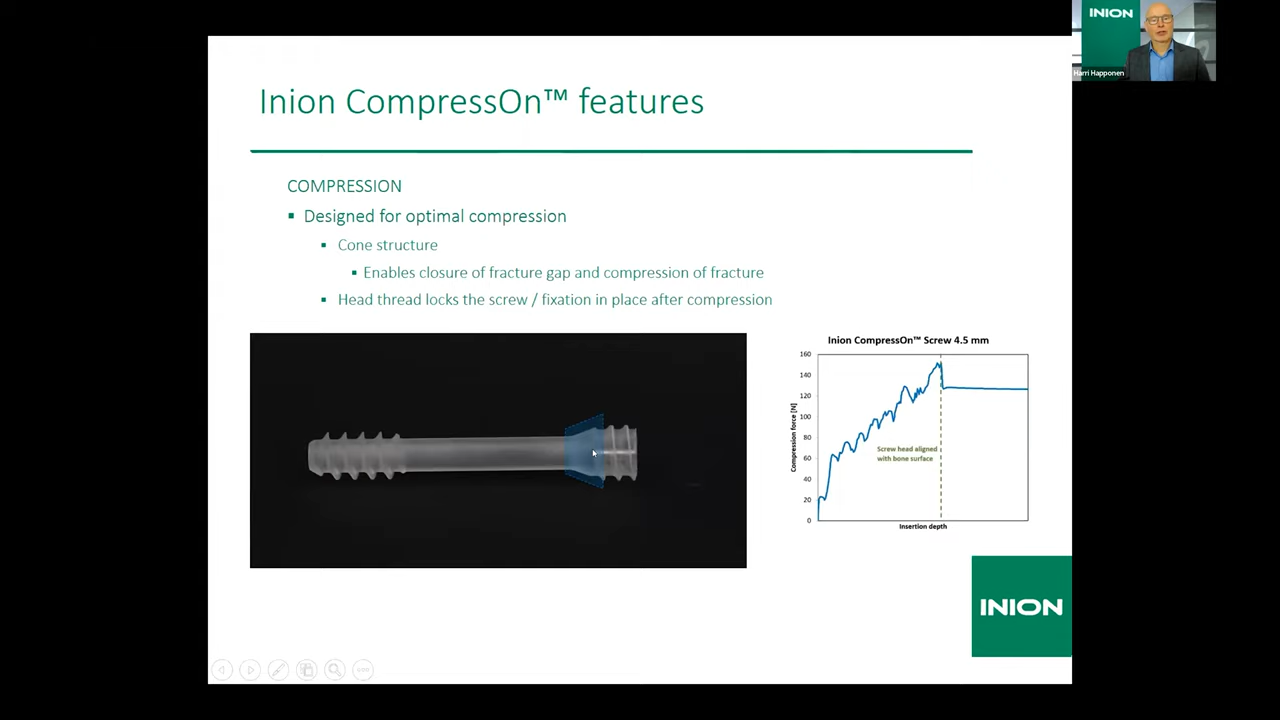 INION
Harri Happonen
Inion CompressOn™ features
COMPRESSION
▪ Designed for optimal compression
▪ Cone structure
▪ Enables closure of fracture gap and compression of fracture
▪ Head thread locks the screw / fixation in place after compression
Inion CompressOn™ Screw 4.5 mm
160
140
120
100
80
60
40
20
0
Compression force [N]
Screw head aligned
with bone surface
Insertion depth
INION